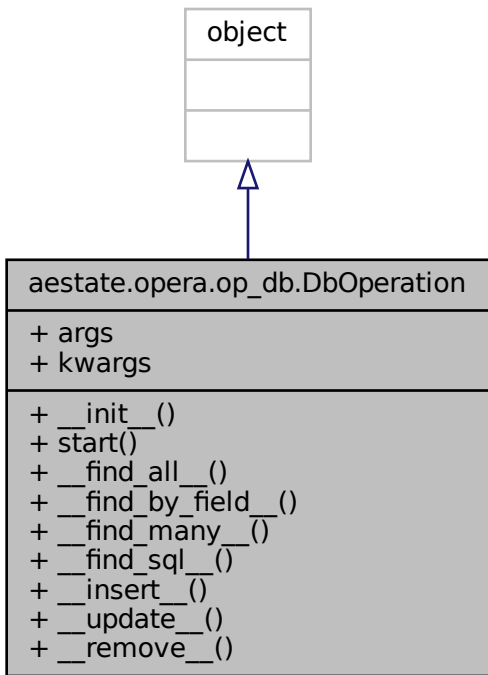 object
aestate.opera.op_db.DbOperation
+ args
+ kwargs
+ __init__()
+ start()
+ __find_all__()
+ __find_by_field__()
+ __find_many__()
+ __find_sql__()
+ __insert__()
+ __update__()
+ __remove__()